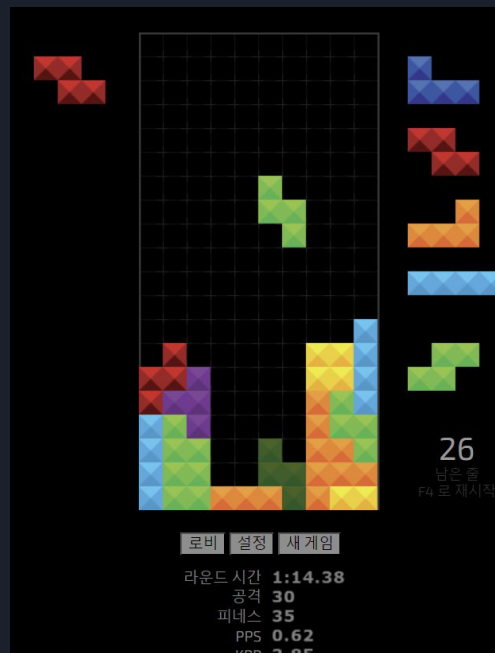 26
남은 줄
F4 로 재시작
로비 설정 새 게임
라운드 시간 1:14.38
공격 30
피네스 35
PPS 0.62